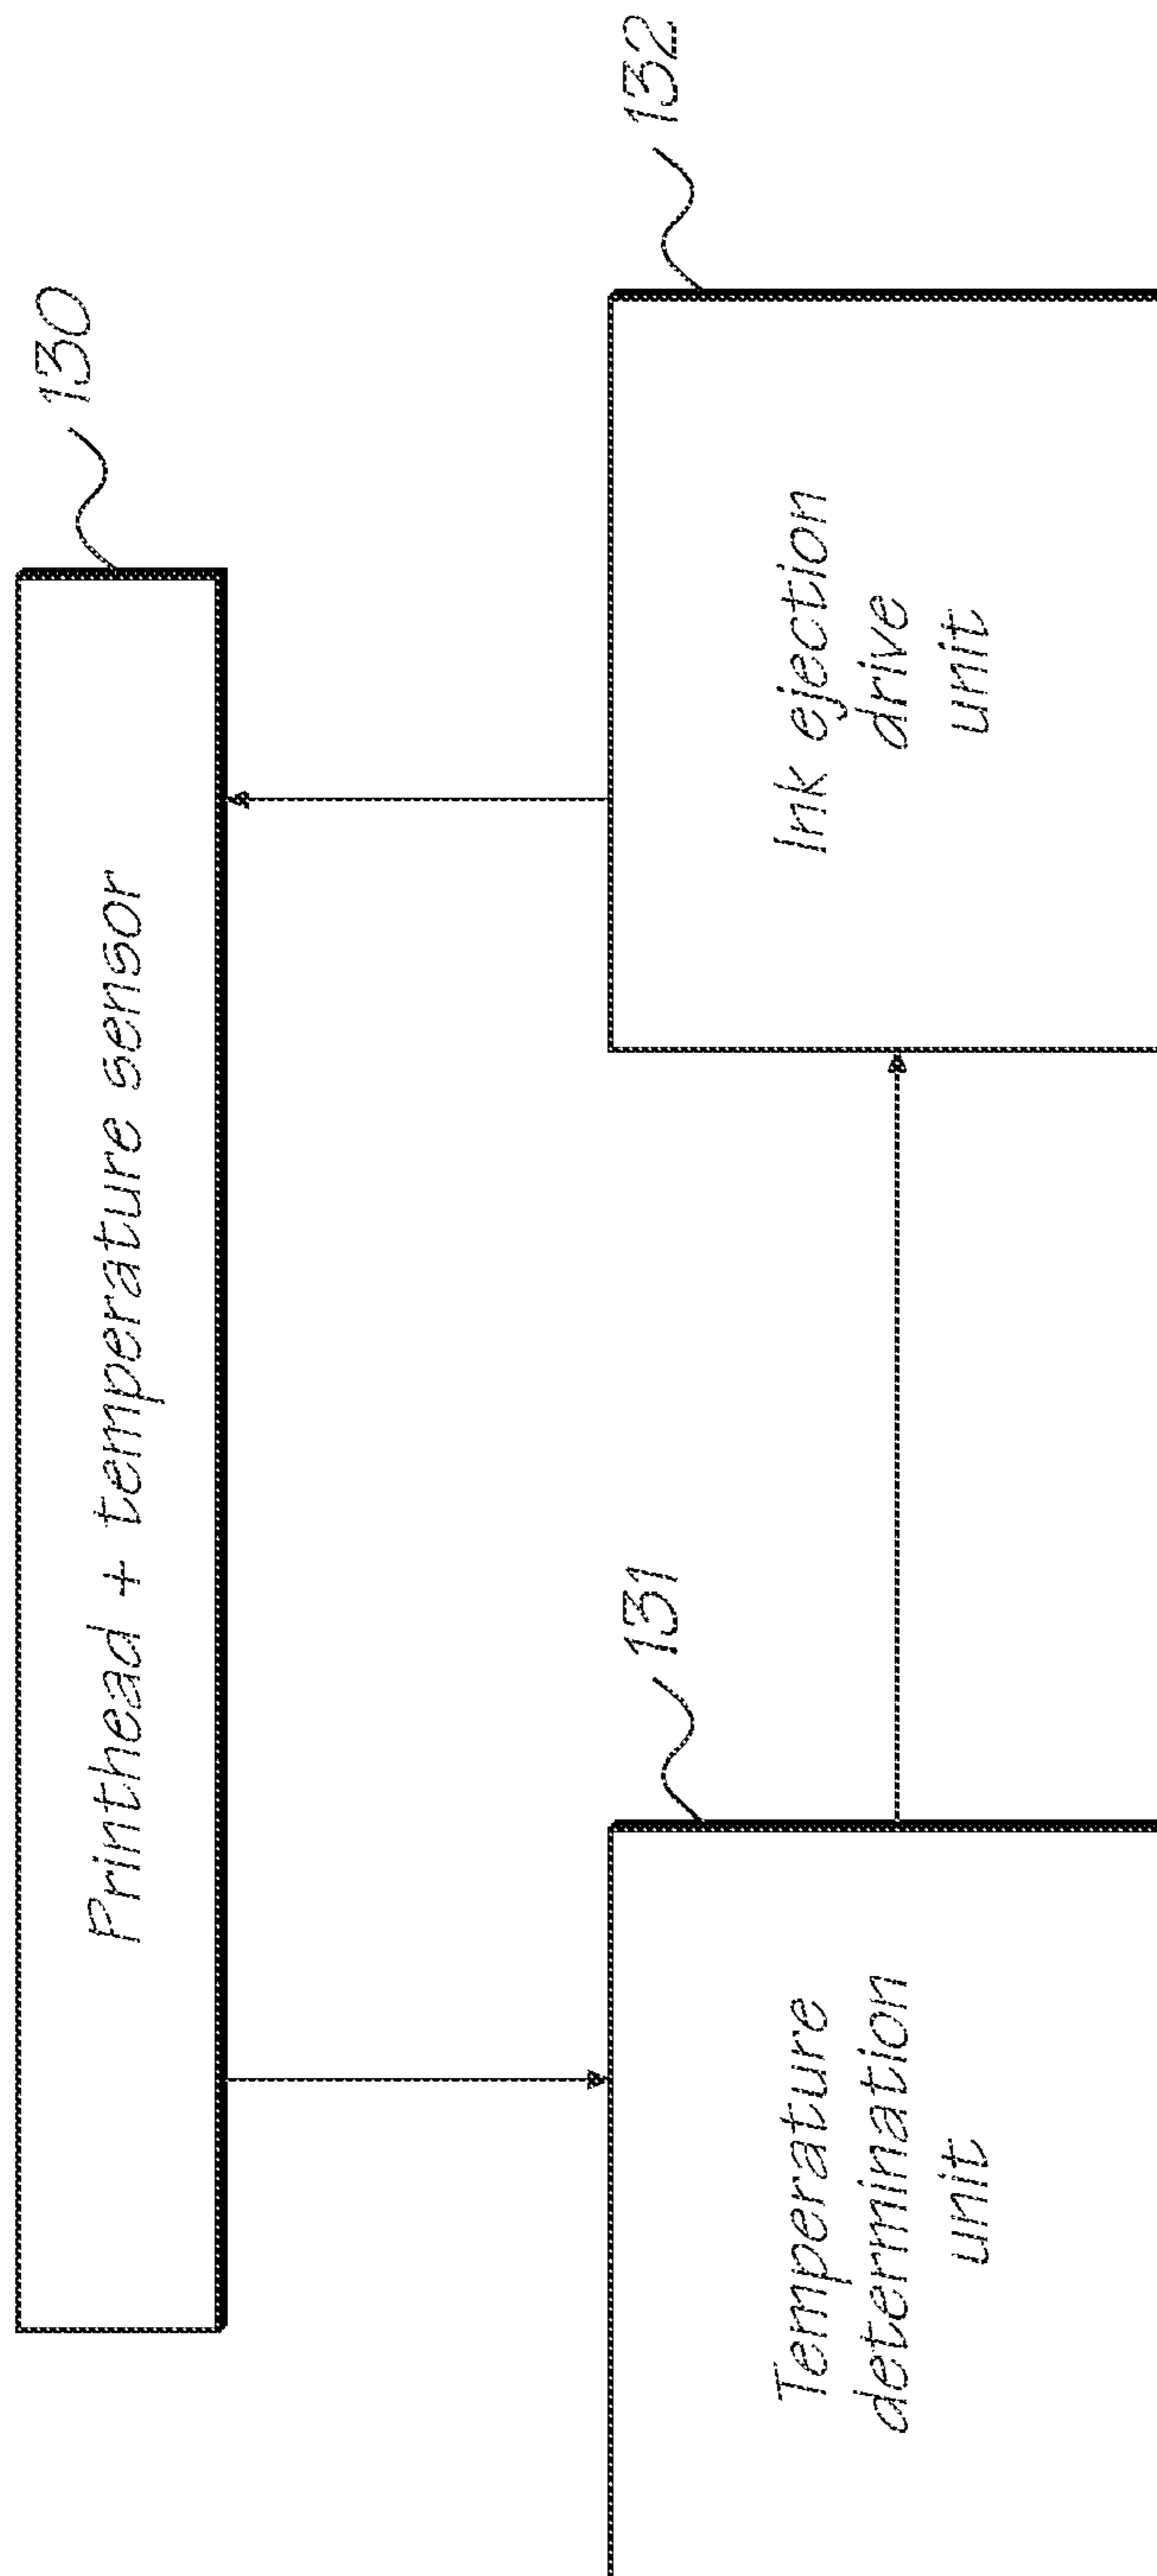 130
Printhead + temperature sensor
131
132
Temperature
determination
unit
Ink ejection
drive
unit